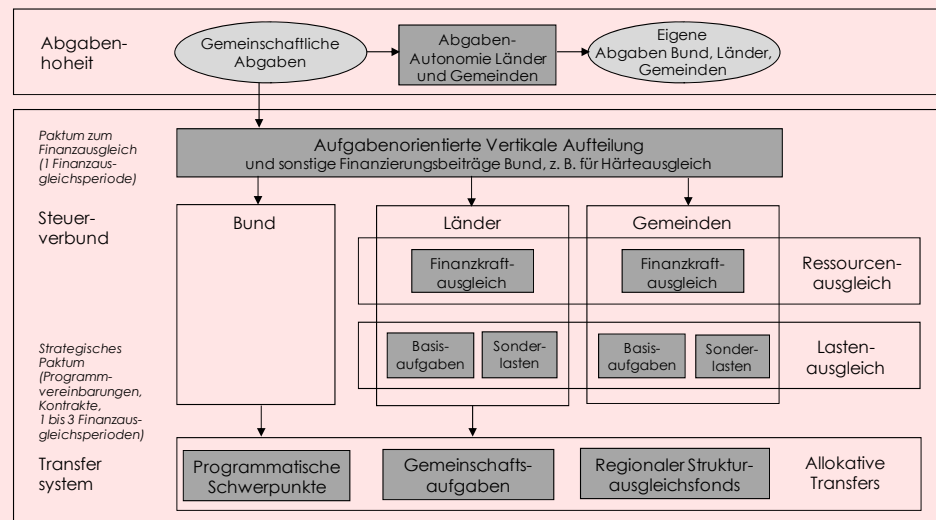 Abgaben-
hoheit
Gemeinschaftliche
Abgaben
Abgaben-
Autonomie Länder
und Gemeinden
Eigene
Abgaben Bund, Länder,
Gemeinden
Paktum zum
Finanzausgleich
(1 Finanzaus-
gleichsperiode)
Aufgabenorientierte Vertikale Aufteilung
und sonstige Finanzierungsbeiträge Bund, z. B. für Härteausgleich
Steuer-
verbund
Bund
Länder
Gemeinden
Finanzkraft-
ausgleich
Finanzkraft-
ausgleich
Ressourcen-
ausgleich
Basis-
aufgaben
Sonder-
lasten
Basis-
aufgaben
Sonder-
lasten
Lasten-
ausgleich
Strategisches
Paktum
(Programm-
vereinbarungen,
Kontrakte,
1 bis 3 Finanzaus-
gleichsperioden)
Transfer
system
Programmatische
Schwerpunkte
Gemeinschafts-
aufgaben
Regionaler Struktur-
ausgleichsfonds
Allokative
Transfers